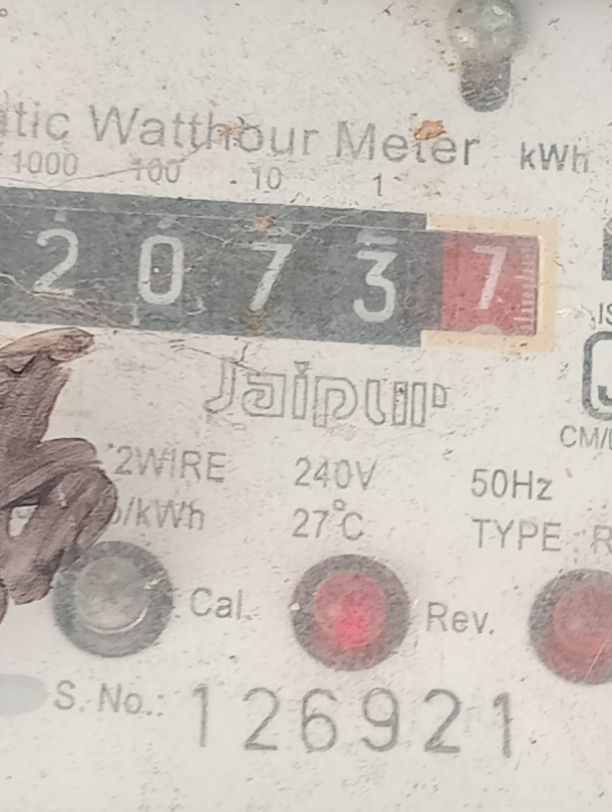 Watthour Meter kWh
1000 100 10 1
2 0 7 3 7
Jaipur
2WIRE 240V 50Hz
/kWh 27°C TYPE R
Cal. Rev.
S. No.: 126921